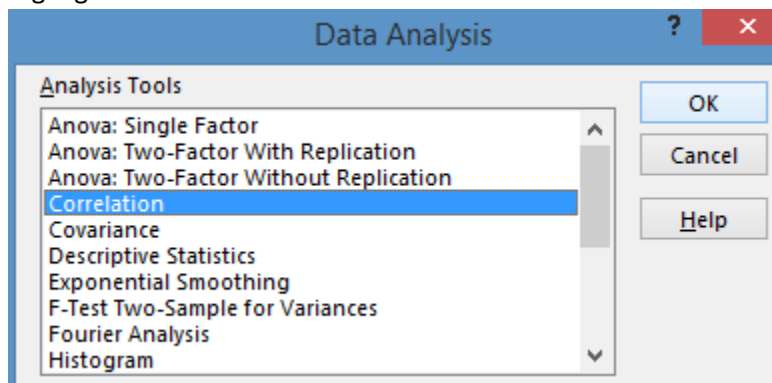 Data Analysis
?
Analysis Tools
OK
Anova: Single Factor
Anova: Two-Factor With Replication
Cancel
Anova: Two-Factor Without Replication
Correlation
Help
Covariance
Descriptive Statistics
Exponential Smoothing
F-Test Two-Sample for Variances
Fourier Analysis
Histogram